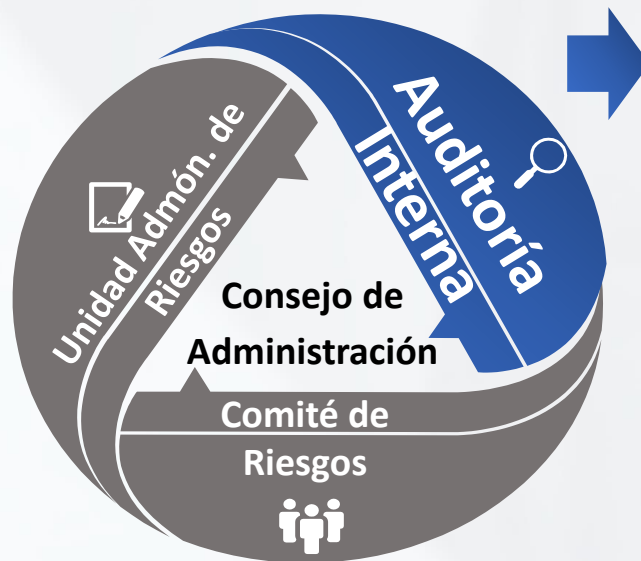 Auditoría
Interna
Unidad Admón. de
Riesgos
Consejo de
Administración
Comité de
Riesgos